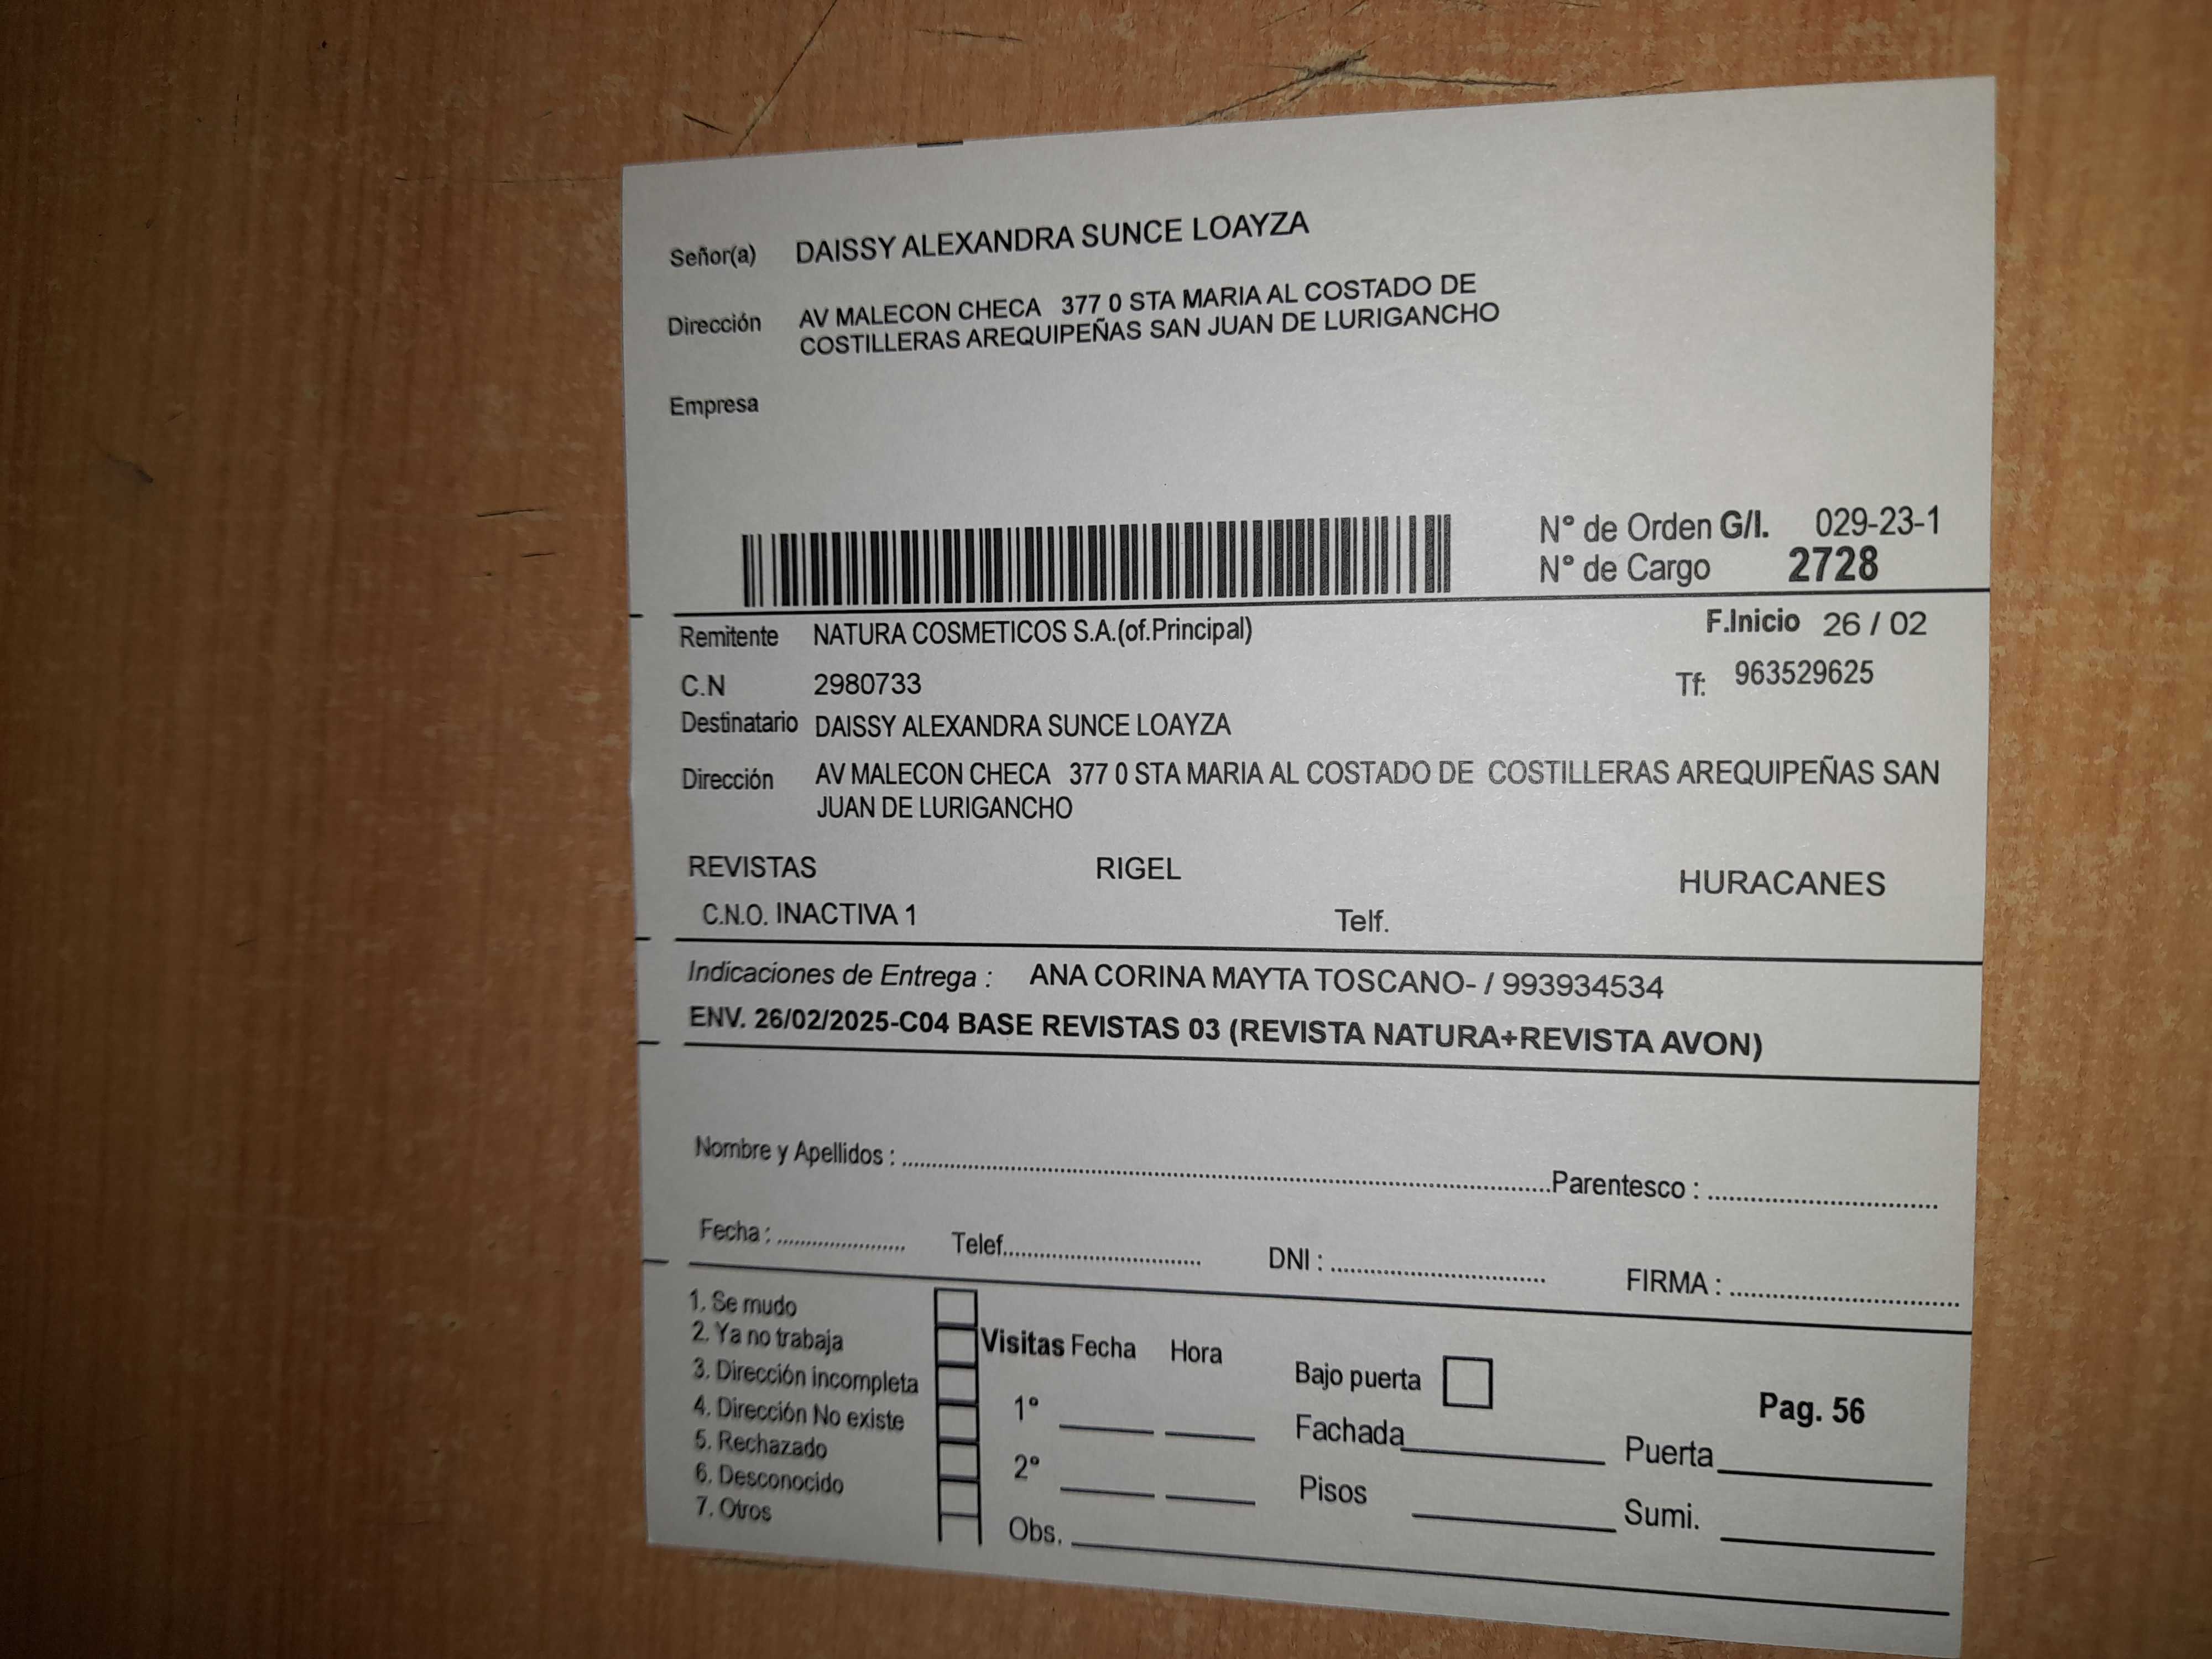 Señor(a) DAISSY ALEXANDRA SUNCE LOAYZA
Dirección AV MALECON CHECA 377 0 STA MARIA AL COSTADO DE
COSTILLERAS AREQUIPEÑAS SAN JUAN DE LURIGANCHO
Empresa
N° de Orden G/I. 029-23-1
N° de Cargo 2728
Remitente NATURA COSMETICOS S.A.(of.Principal) F.Inicio 26 / 02
C.N 2980733 Tf: 963529625
Destinatario DAISSY ALEXANDRA SUNCE LOAYZA
Dirección AV MALECON CHECA 377 0 STA MARIA AL COSTADO DE COSTILLERAS AREQUIPEÑAS SAN
JUAN DE LURIGANCHO
REVISTAS RIGEL HURACANES
C.N.O. INACTIVA 1 Telf.
Indicaciones de Entrega : ANA CORINA MAYTA TOSCANO- / 993934534
ENV. 26/02/2025-C04 BASE REVISTAS 03 (REVISTA NATURA+REVISTA AVON)
Nombre y Apellidos : Parentesco :
Fecha : Telef. DNI : FIRMA :
1. Se mudo
2. Ya no trabaja
3. Dirección incompleta
4. Dirección No existe
5. Rechazado
6. Desconocido
7. Otros
Visitas Fecha Hora
1°
2°
Obs.
Bajo puerta
Fachada
Pisos
Pag. 56
Puerta
Sumi.